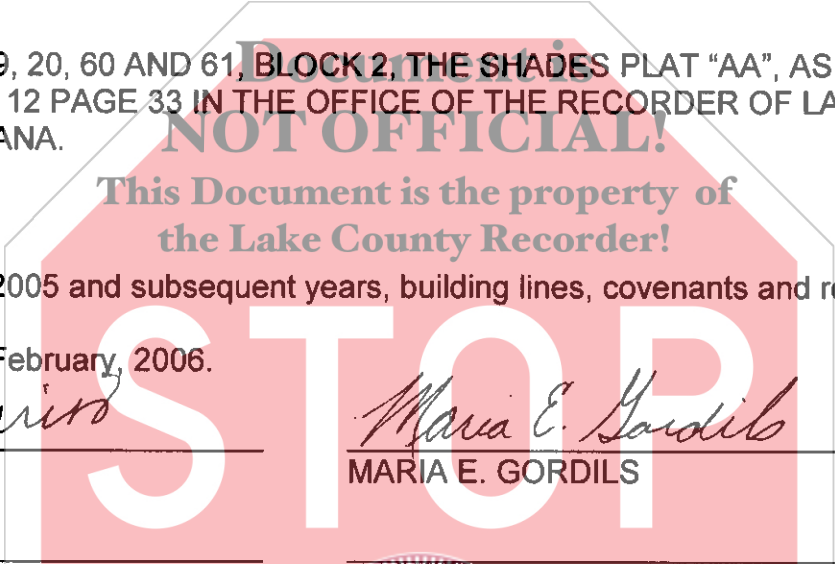 9, 20, 60 AND 61, BLOCK 2, THE SHADES PLAT "AA", AS
Document is
12 PAGE 33 IN THE OFFICE OF THE RECORDER OF LA
ANA.
NOT OFFICIAL!
This Document is the property of
the Lake County Recorder!
2005 and subsequent years, building lines, covenants and re
STOP
February, 2006.
Maria E. Gordils
MARIA E. GORDILS